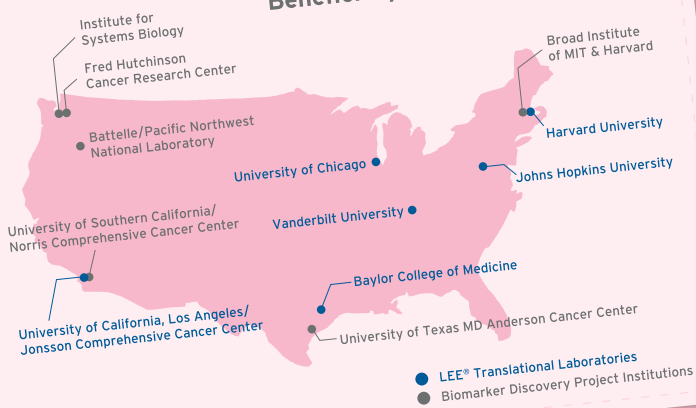 Institute for
Systems Biology
Fred Hutchinson
Cancer Research Center
Broad Institute
of MIT & Harvard
Battelle/Pacific Northwest
National Laboratory
Harvard University
University of Chicago
Johns Hopkins University
University of Southern California/
Norris Comprehensive Cancer Center
Vanderbilt University
Baylor College of Medicine
University of California, Los Angeles/
Jonsson Comprehensive Cancer Center
University of Texas MD Anderson Cancer Center
LEE® Translational Laboratories
Biomarker Discovery Project Institutions